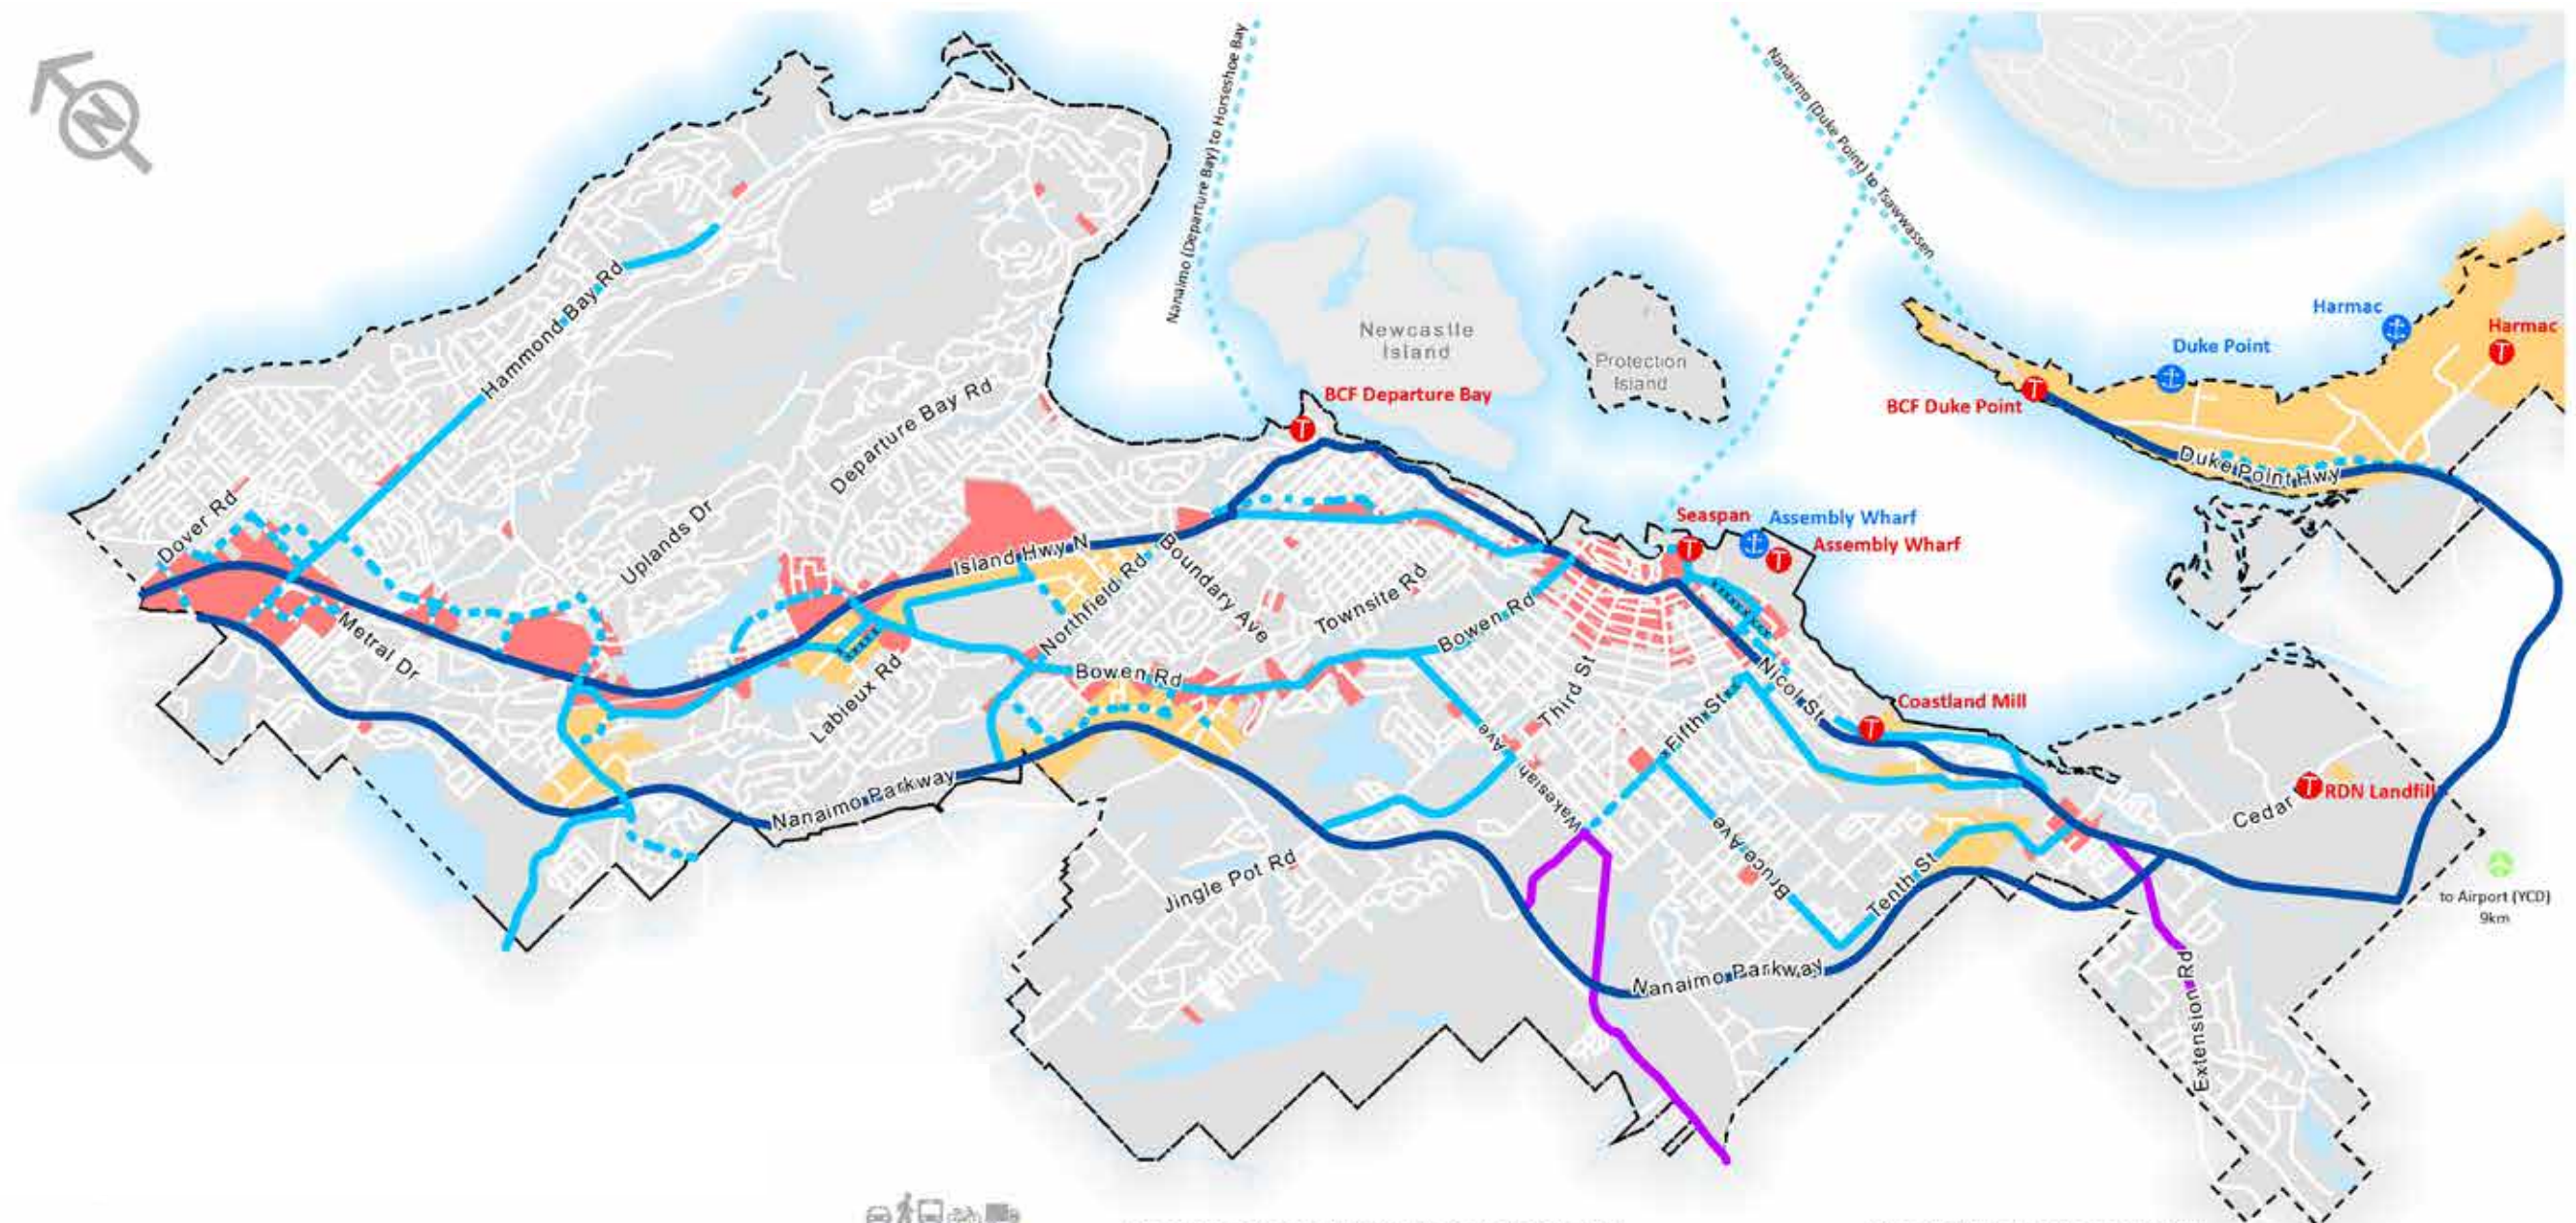 N
Nanaimo (Departure Bay) to Horseshoe Bay
Nanaimo (Duke Point) to Tsawwassen
Hammond Bay Rd
Newcastle
Island
Protection
Island
Harmac
Harmac
Duke Point
BCF Departure Bay
BCF Duke Point
Departure Bay Rd
Duke Point Hwy
Dover Rd
Uplands Dr
Seaspan
Assembly Wharf
Assembly Wharf
Island Hwy N
Northfield Rd
Boundary Ave
Townsite Rd
Bowen Rd
Metral Dr
Labieux Rd
Bowen Rd
Third St
Fifth St
Nicol St
Coastland Mill
Wakesiah
Ave
Nanaimo Parkway
Cedar
RDN Landfill
Bruce Ave
Tenth St
Jingle Pot Rd
to Airport (YCD)
9km
Nanaimo Parkway
Extension Rd